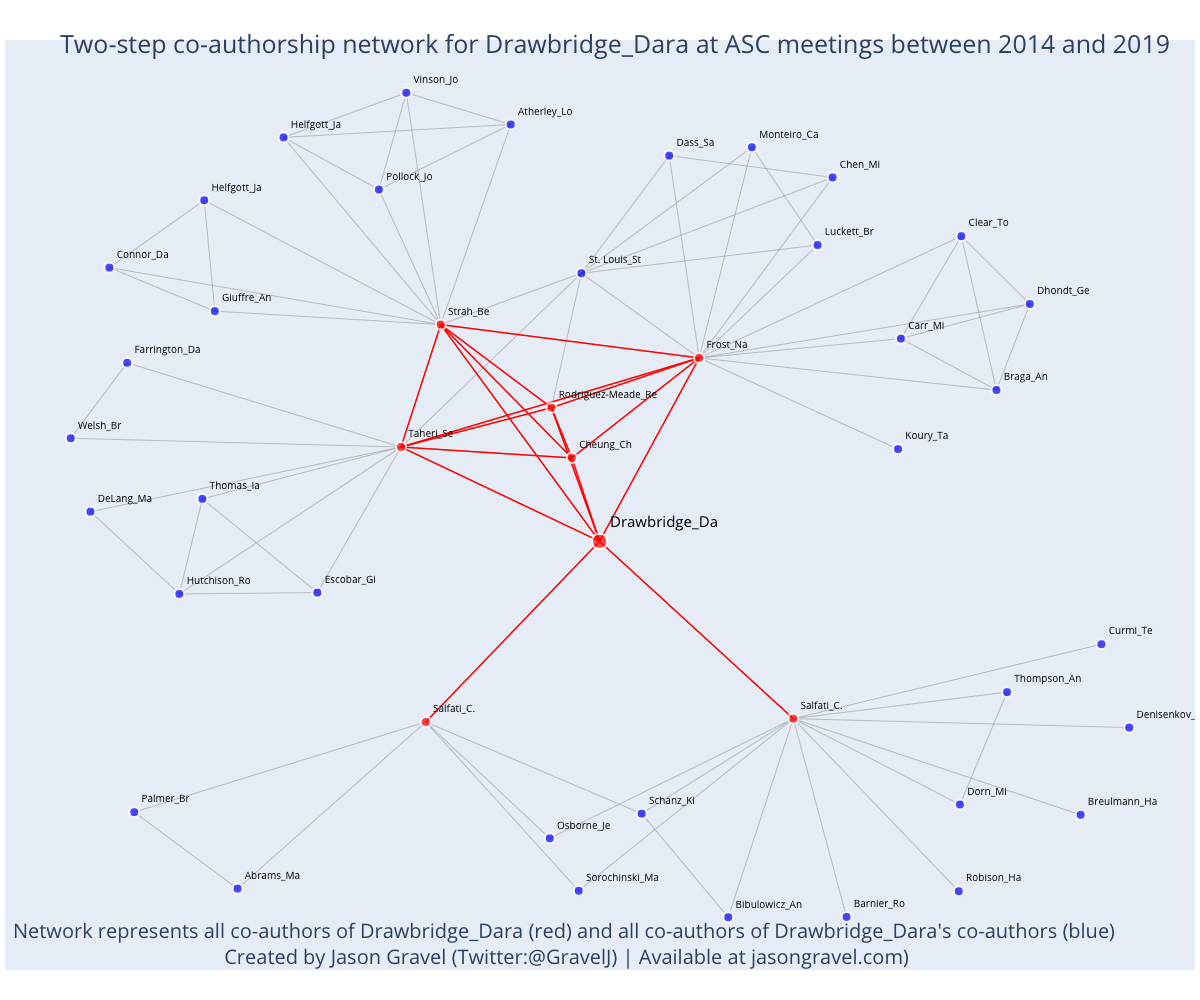 Two-step co-authorship network for Drawbridge_Dara at ASC meetings between 2014 and 2019
Vinson_Jo
Atherley_Lo
Helfgott_Ja
Monteiro_Ca
Dass_Sa
Chen_Mi
Pollock_Jo
Helfgott_Ja
Clear_To
Luckett_Br
Connor_Da
St. Louis_St
Dhondt_Ge
Giuffre_An
Strah_Be
Carr_Mi
Frost_Na
Farrington_Da
Braga_An
Rodriguez-Meade_Re
Welsh_Br
Taheri_Se
Koury_Ta
Cheung_Ch
Thomas_Ia
DeLang_Ma
Drawbridge_Da
Hutchison_Ro
Escobar_Gi
Curmi_Te
Thompson_An
Salfati_C.
Salfati_C.
Denisenkov_
Palmer_Br
Schanz_Ki
Dorn_Mi
Breulmann_Ha
Osborne_Je
Abrams_Ma
Sorochinski_Ma
Robison_Ha
Bibulowicz_An
Barnier_Ro
Network represents all co-authors of Drawbridge_Dara (red) and all co-authors of Drawbridge_Dara's co-authors (blue)
Created by Jason Gravel (Twitter:@GravelJ) | Available at jasongravel.com)